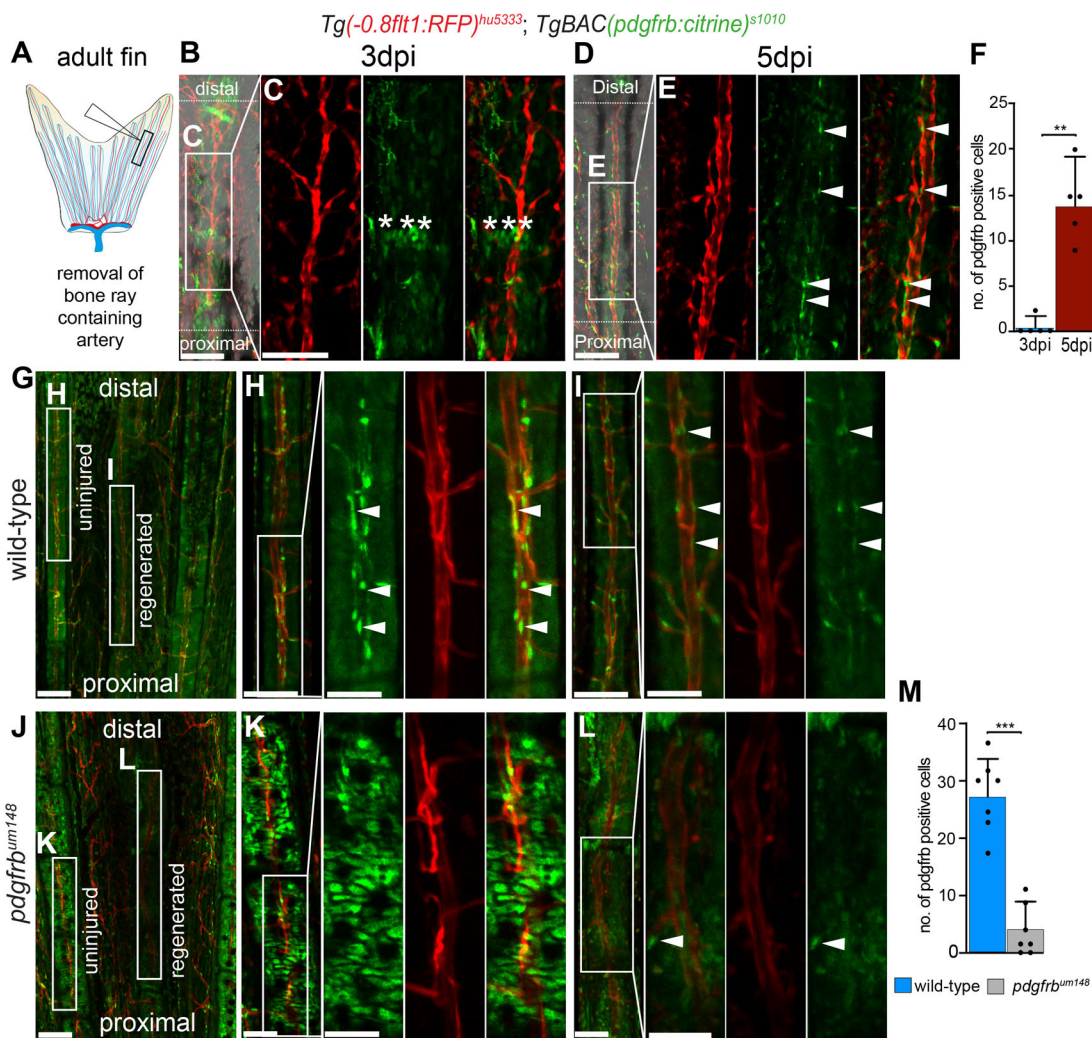 Tg(-0.8flt1:RFP)hu5333; TgBAC(pdgfrb:citrine)s1010
A adult fin
removal of
bone ray
containing
artery
3dpi
B
distal
C
proximal
C
* **
***
5dpi
D
Distal
E
Proximal
E
F
no. of pdgfrb positive cells
25
20
15
10
5
0
**
3dpi 5dpi
wild-type
G
distal
H
uninjured
I
regenerated
proximal
H
I
pdgfrbum148
J
distal
L
K
uninjured
regenerated
proximal
K
L
M
no. of pdgfrb positive cells
40
30
20
10
0
***
wild-type pdgfrbum148